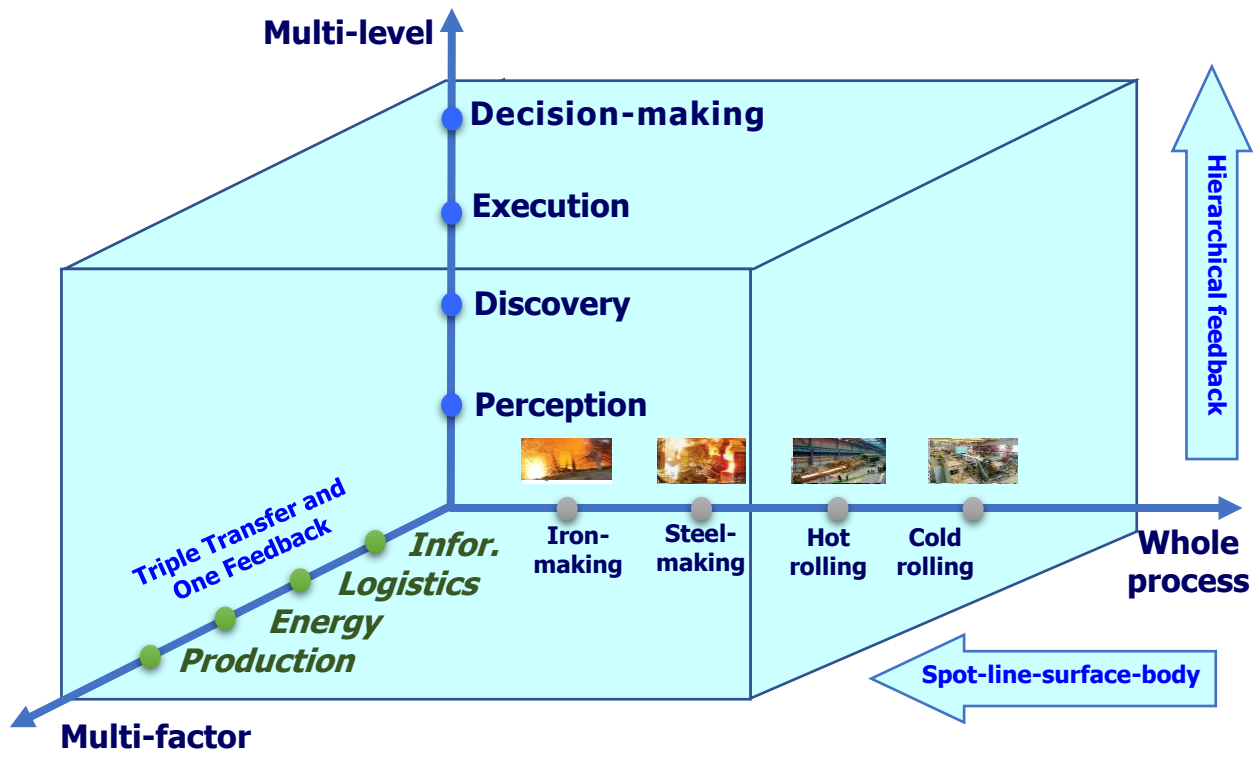 Multi-level
Decision-making
Execution
Discovery
Perception
Hierarchical feedback
Triple Transfer and
One Feedback
Infor.
Logistics
Energy
Production
Multi-factor
Iron-
making
Steel-
making
Hot
rolling
Cold
rolling
Whole
process
Spot-line-surface-body